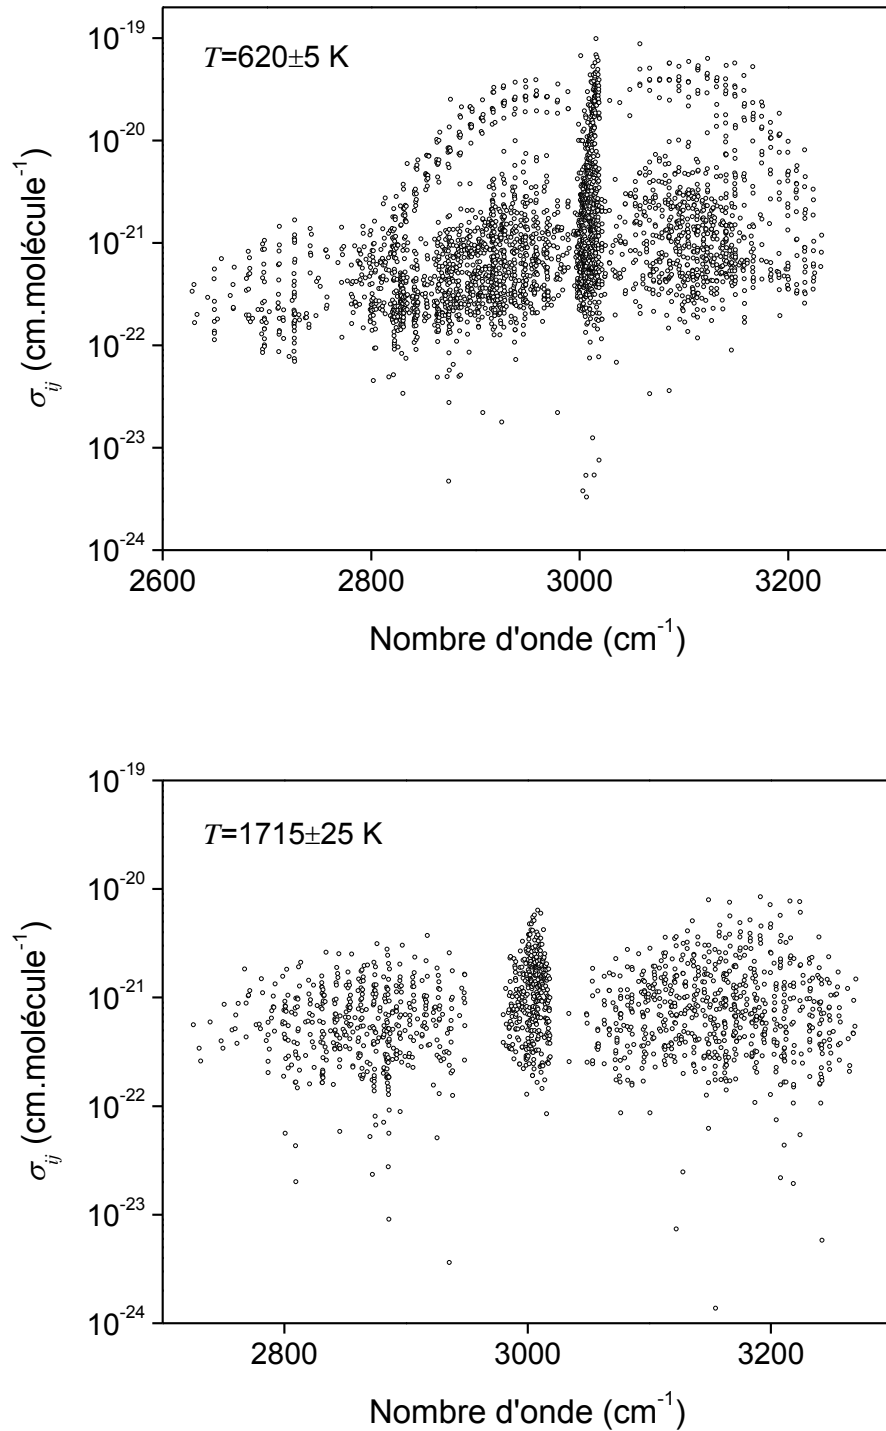 10⁻¹⁹
T=620±5 K
10⁻²⁰
10⁻²¹
10⁻²²
10⁻²³
10⁻²⁴
σij (cm.molécule⁻¹)
2600 2800 3000 3200
Nombre d'onde (cm⁻¹)
10⁻¹⁹
T=1715±25 K
10⁻²⁰
10⁻²¹
10⁻²²
10⁻²³
10⁻²⁴
σij (cm.molécule⁻¹)
2800 3000 3200
Nombre d'onde (cm⁻¹)